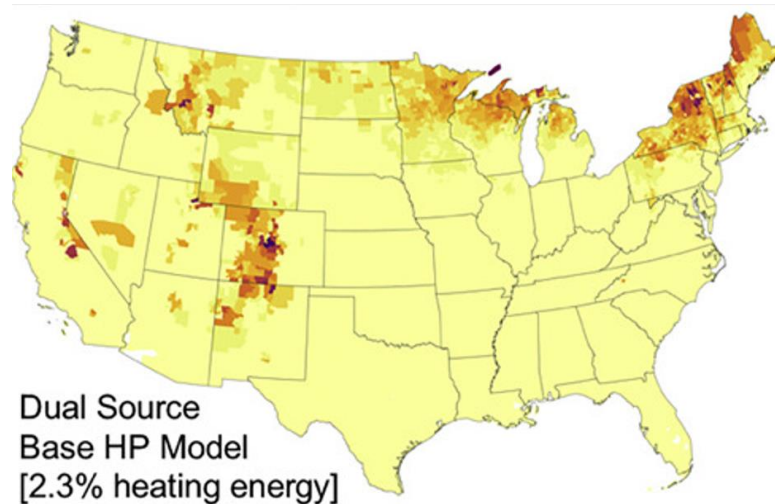 Dual Source
Base HP Model
[2.3% heating energy]